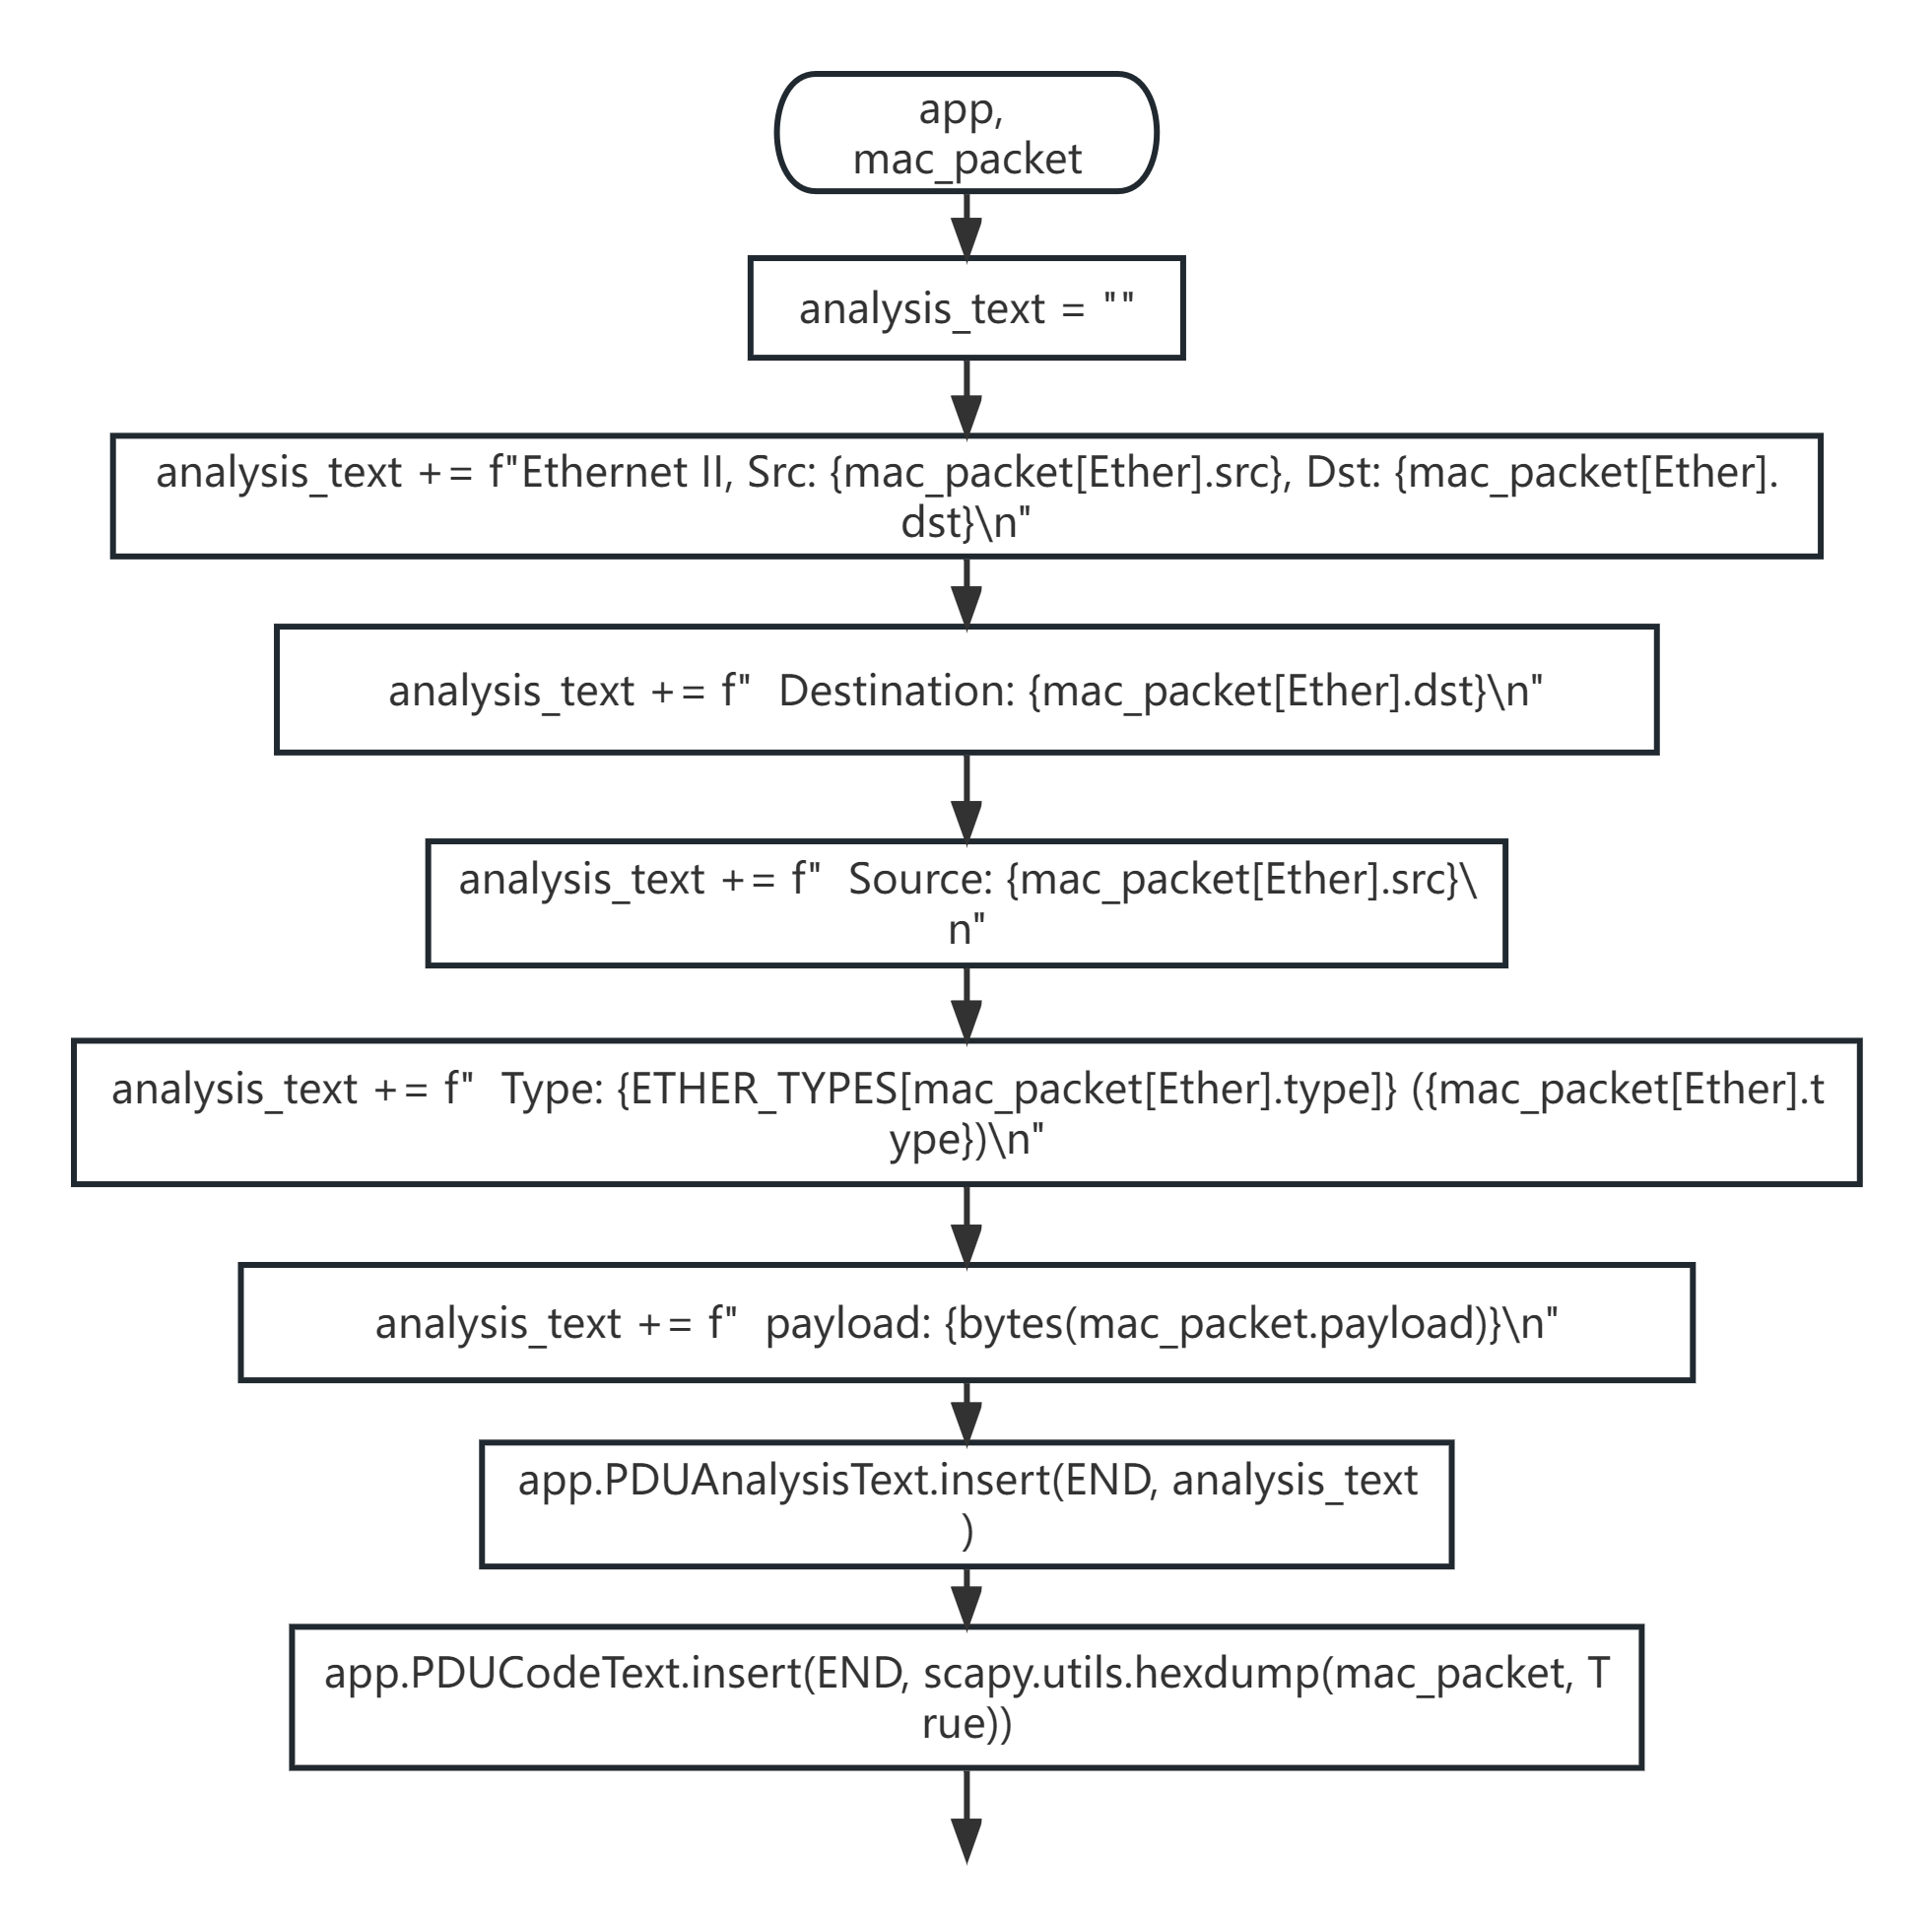 app,
mac_packet
analysis_text = ""
analysis_text += f"Ethernet II, Src: {mac_packet[Ether].src}, Dst: {mac_packet[Ether].
dst}\n"
analysis_text += f"  Destination: {mac_packet[Ether].dst}\n"
analysis_text += f"  Source: {mac_packet[Ether].src}\
n"
analysis_text += f"  Type: {ETHER_TYPES[mac_packet[Ether].type]} ({mac_packet[Ether].t
ype})\n"
analysis_text += f"  payload: {bytes(mac_packet.payload)}\n"
app.PDUAnalysisText.insert(END, analysis_text
)
app.PDUCodeText.insert(END, scapy.utils.hexdump(mac_packet, T
rue))